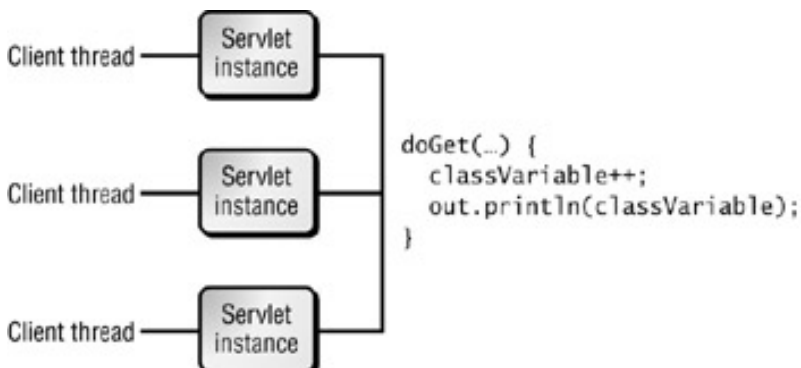 Client thread
Servlet
instance
Client thread
Servlet
instance
Client thread
Servlet
instance
doGet(…) {
classVariable++;
out.println(classVariable);
}